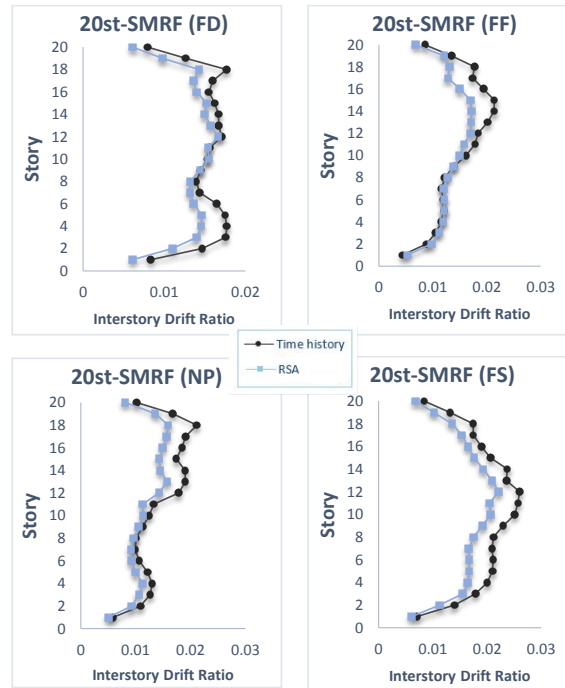 20st-SMRF (FD)
20
18
16
14
12
10
8
6
4
2
0
Story
0 0.01 0.02
Interstory Drift Ratio
20st-SMRF (FF)
20
18
16
14
12
10
8
6
4
2
0
Story
0 0.01 0.02 0.03
Interstory Drift Ratio
Time history
RSA
20st-SMRF (NP)
20
18
16
14
12
10
8
6
4
2
0
Story
0 0.01 0.02 0.03
Interstory Drift Ratio
20st-SMRF (FS)
20
18
16
14
12
10
8
6
4
2
0
Story
0 0.01 0.02 0.03
Interstory Drift Ratio